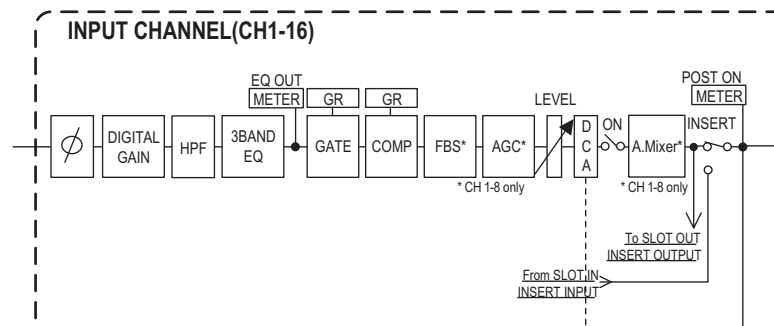 INPUT CHANNEL(CH1-16)
EQ OUT
METER
GR
GR
LEVEL
POST ON
METER
ø
DIGITAL
GAIN
HPF
3BAND
EQ
GATE
COMP
FBS*
AGC*
D
C
A
ON
A.Mixer*
INSERT
* CH 1-8 only
* CH 1-8 only
To SLOT OUT
INSERT OUTPUT
From SLOT IN
INSERT INPUT